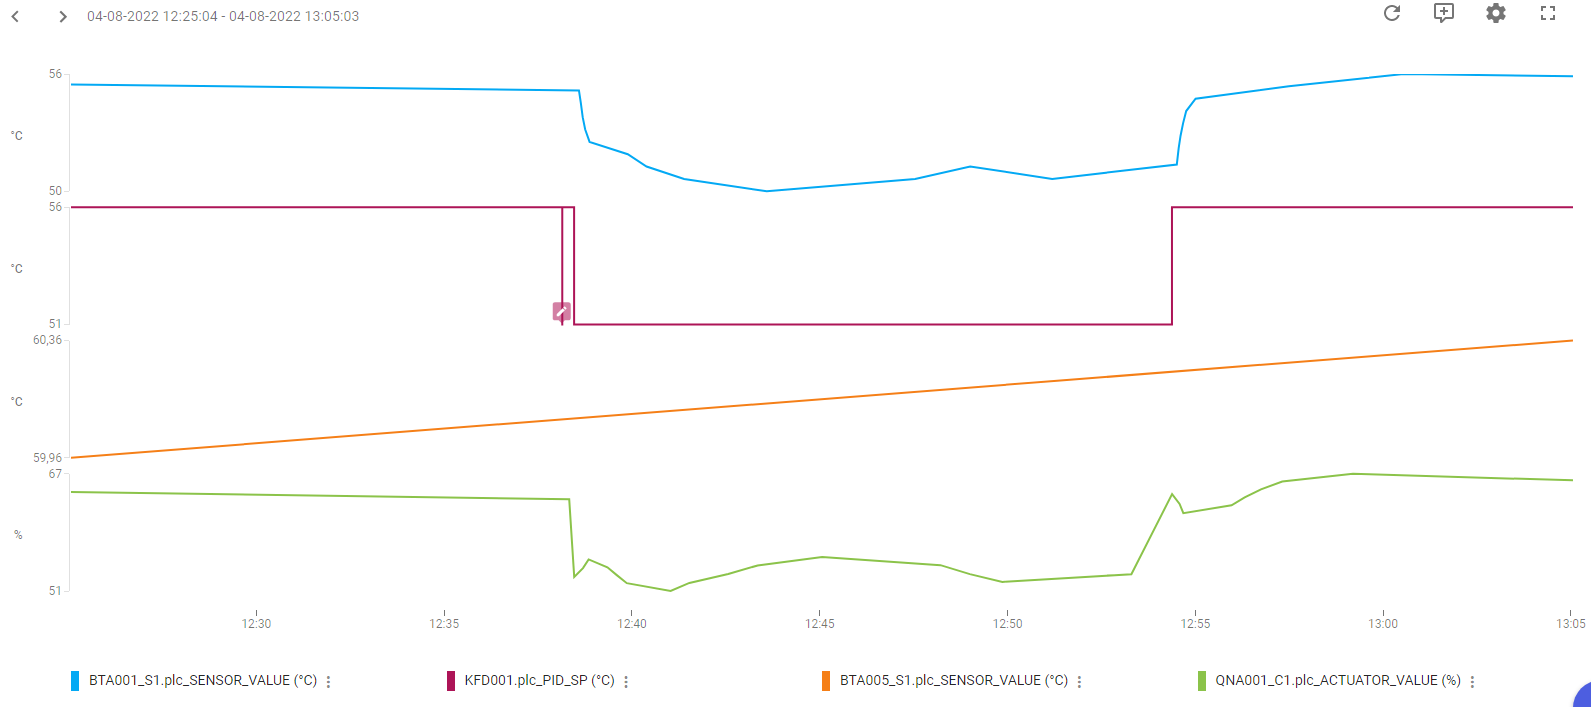 04-08-2022 12:25:04 - 04-08-2022 13:05:03
56
°C
50
56
°C
51
60,36
°C
59,96
67
%
51
12:30 12:35 12:40 12:45 12:50 12:55 13:00 13:05
BTA001_S1.plc_SENSOR_VALUE (°C) KFD001.plc_PID_SP (°C) BTA005_S1.plc_SENSOR_VALUE (°C) QNA001_C1.plc_ACTUATOR_VALUE (%)